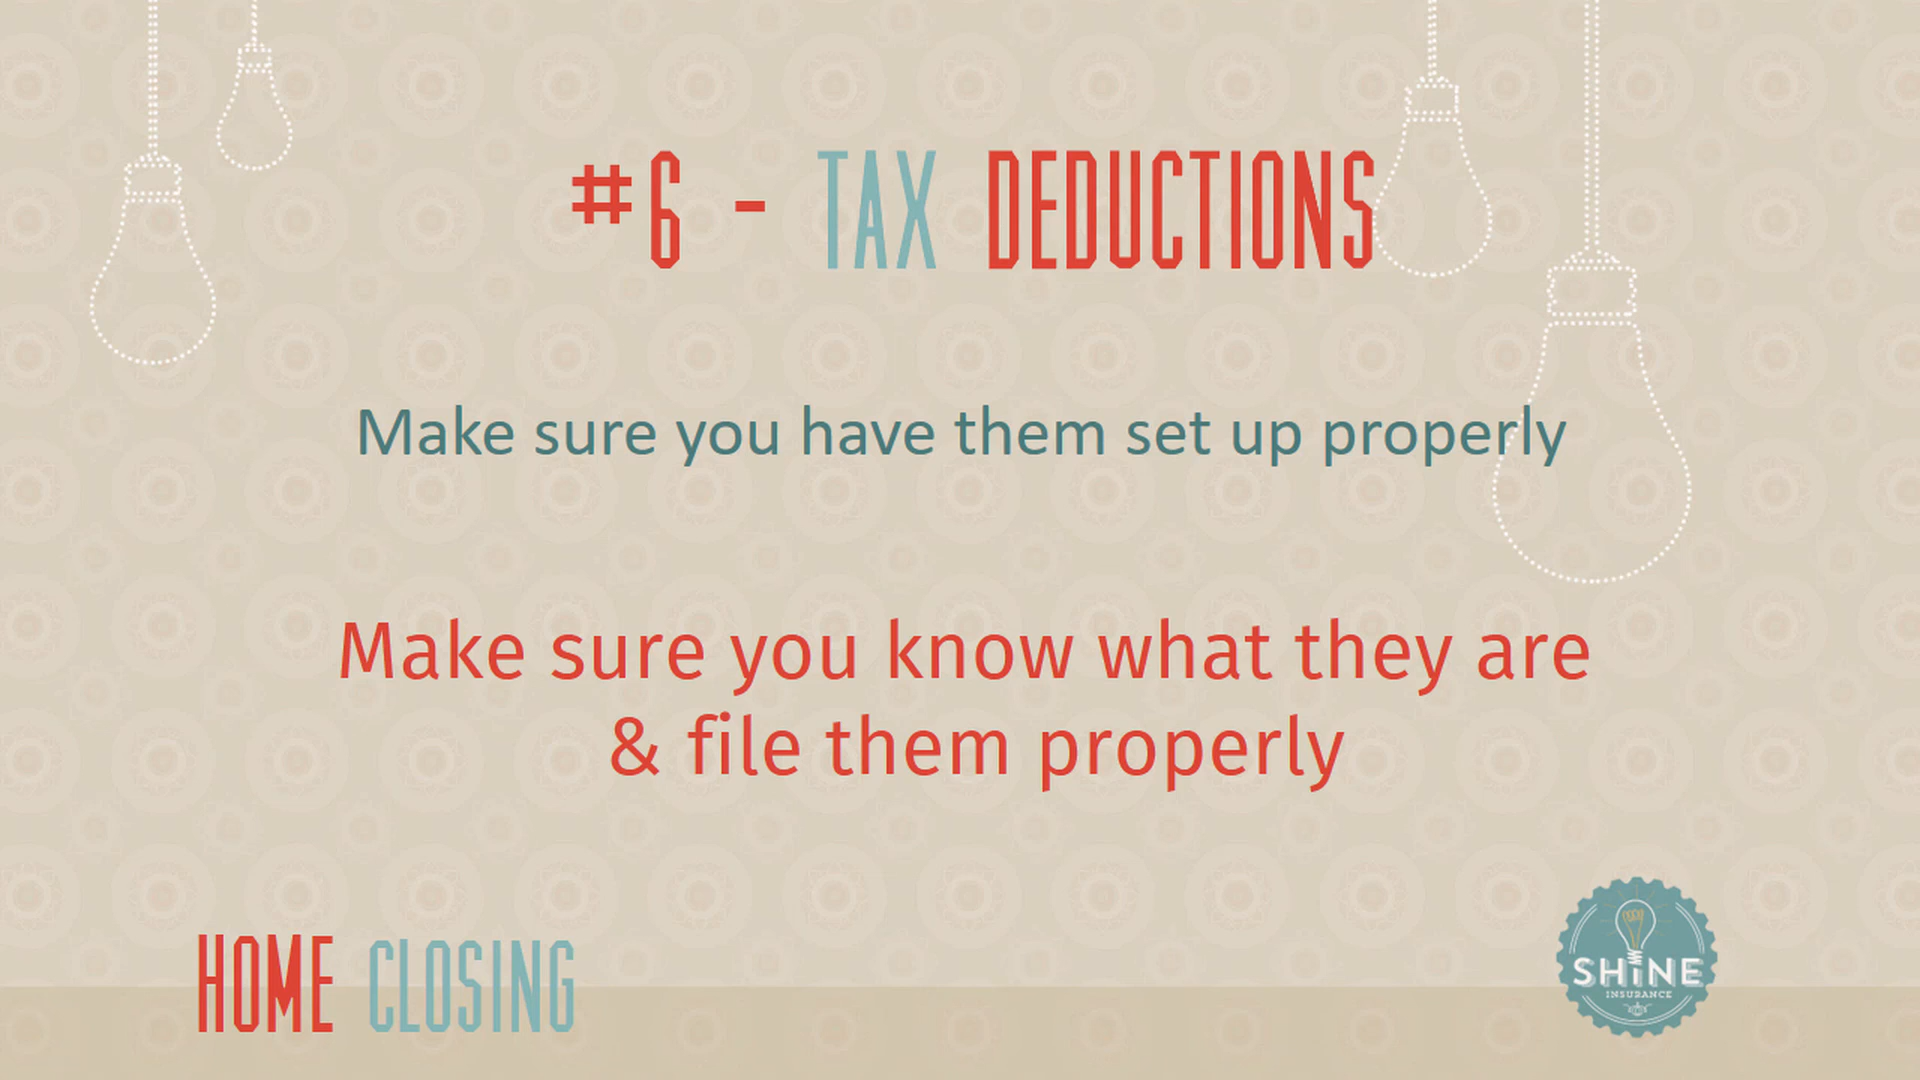 #6 - TAX DEDUCTIONS
Make sure you have them set up properly
Make sure you know what they are
& file them properly
HOME CLOSING
SHINE
INSURANCE